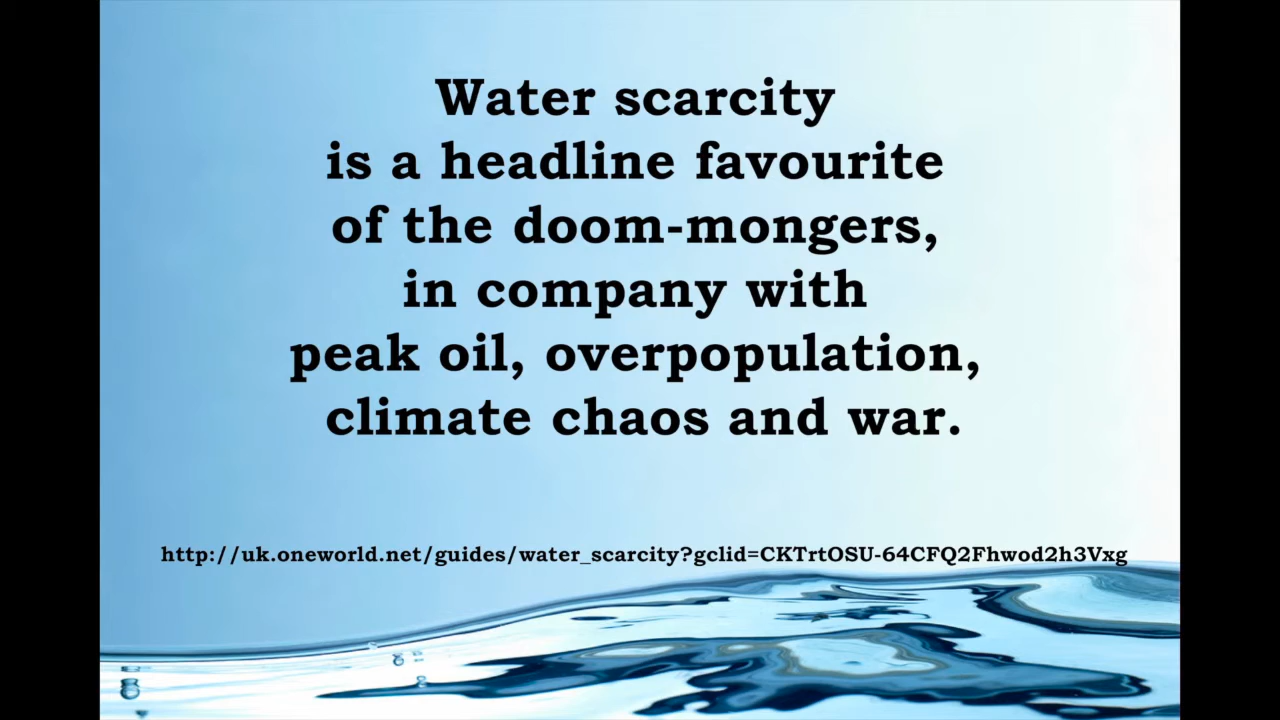 Water scarcity
is a headline favourite
of the doom-mongers,
in company with
peak oil, overpopulation,
climate chaos and war.
http://uk.oneworld.net/guides/water_scarcity?gclid=CKTrtOSU-64CFQ2Fhwod2h3Vxg